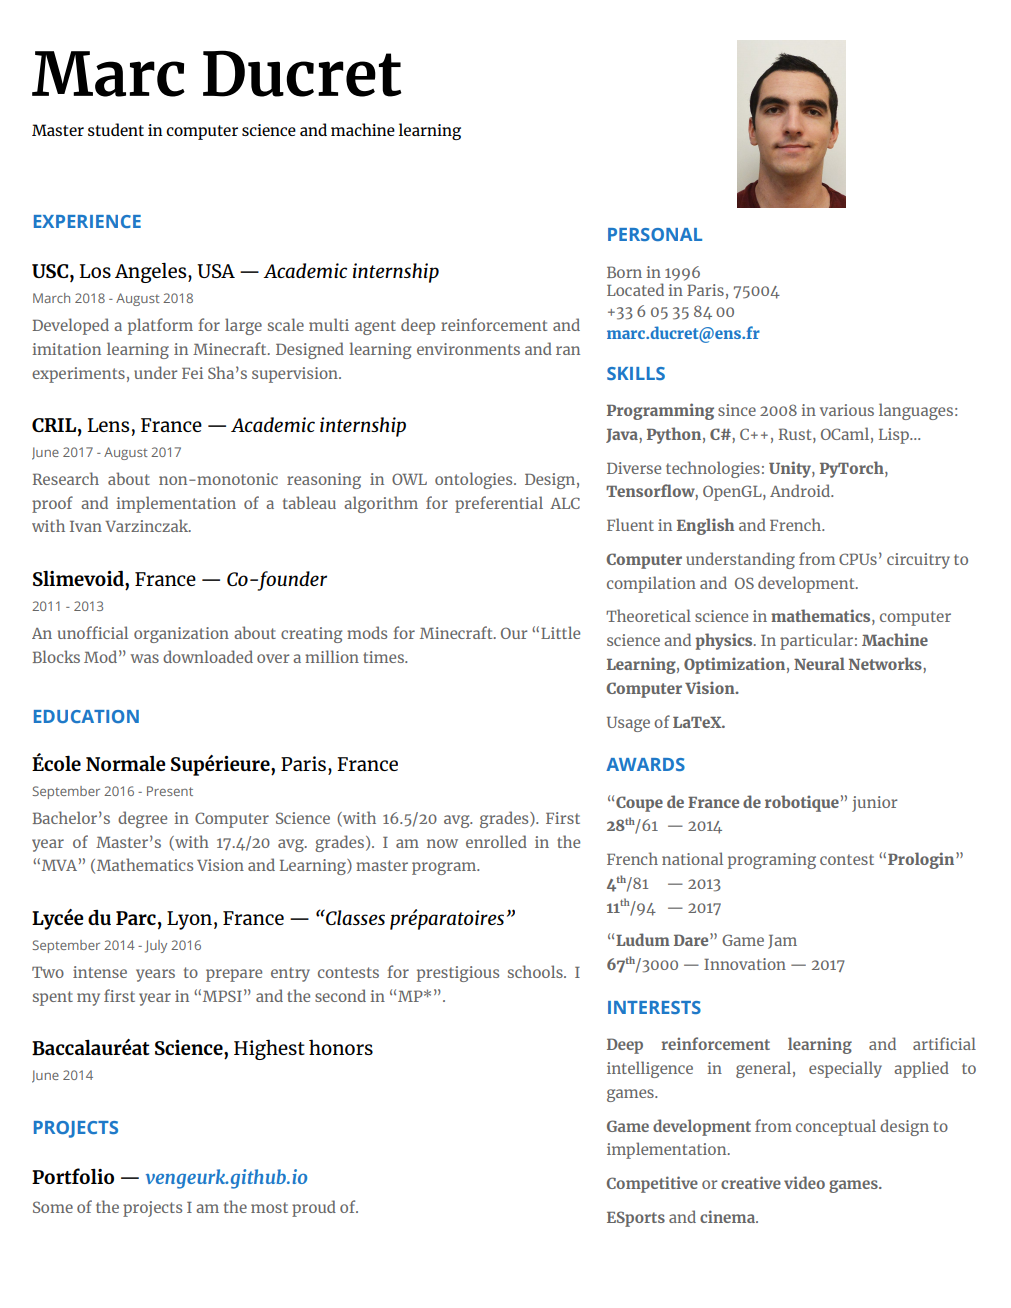 Marc Ducret
Master student in computer science and machine learning
EXPERIENCE
USC, Los Angeles, USA — Academic internship
March 2018 - August 2018
Developed a platform for large scale multi agent deep reinforcement and
imitation learning in Minecraft. Designed learning environments and ran
experiments, under Fei Sha’s supervision.
CRIL, Lens, France — Academic internship
June 2017 - August 2017
Research about non-monotonic reasoning in OWL ontologies. Design,
proof and implementation of a tableau algorithm for preferential ALC
with Ivan Varzinczak.
Slimevoid, France — Co-founder
2011 - 2013
An unofficial organization about creating mods for Minecraft. Our “Little
Blocks Mod” was downloaded over a million times.
EDUCATION
École Normale Supérieure, Paris, France
September 2016 - Present
Bachelor’s degree in Computer Science (with 16.5/20 avg. grades). First
year of Master’s (with 17.4/20 avg. grades). I am now enrolled in the
“MVA” (Mathematics Vision and Learning) master program.
Lycée du Parc, Lyon, France — “Classes préparatoires”
September 2014 - July 2016
Two intense years to prepare entry contests for prestigious schools. I
spent my first year in “MPSI” and the second in “MP*”.
Baccalauréat Science, Highest honors
June 2014
PROJECTS
Portfolio — vengeurk.github.io
Some of the projects I am the most proud of.
PERSONAL
Born in 1996
Located in Paris, 75004
+33 6 05 35 84 00
marc.ducret@ens.fr
SKILLS
Programming since 2008 in various languages:
Java, Python, C#, C++, Rust, OCaml, Lisp...
Diverse technologies: Unity, PyTorch,
Tensorflow, OpenGL, Android.
Fluent in English and French.
Computer understanding from CPUs’ circuitry to
compilation and OS development.
Theoretical science in mathematics, computer
science and physics. In particular: Machine
Learning, Optimization, Neural Networks,
Computer Vision.
Usage of LaTeX.
AWARDS
“Coupe de France de robotique” junior
28th/61 — 2014
French national programing contest “Prologin”
4th/81 — 2013
11th/94 — 2017
“Ludum Dare” Game Jam
67th/3000 — Innovation — 2017
INTERESTS
Deep reinforcement learning and artificial
intelligence in general, especially applied to
games.
Game development from conceptual design to
implementation.
Competitive or creative video games.
ESports and cinema.